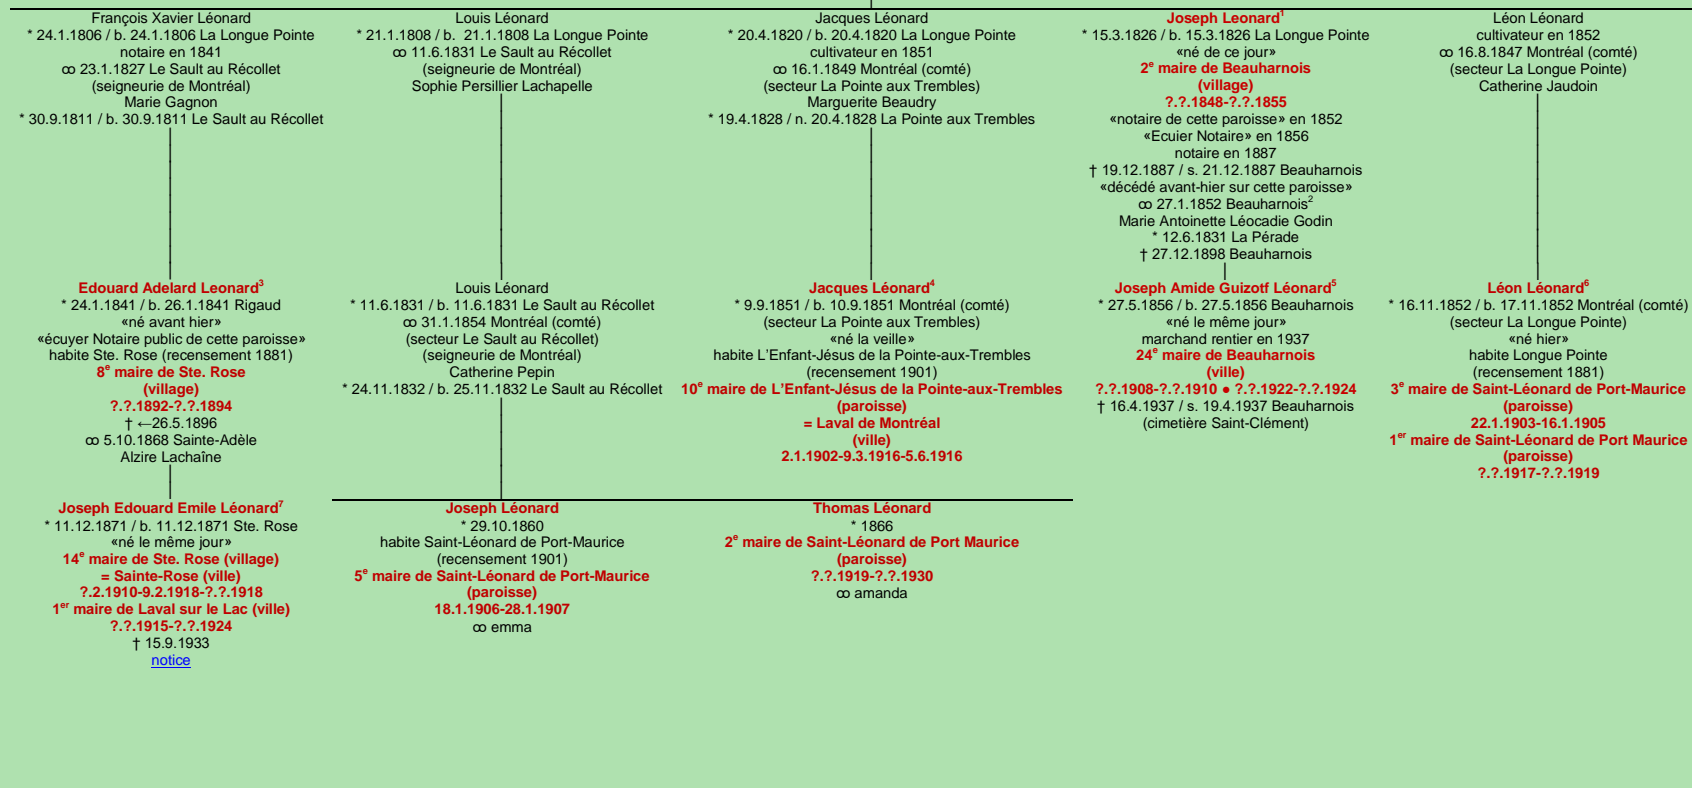 François Xavier Léonard
* 24.1.1806 / b. 24.1.1806 La Longue Pointe
notaire en 1841
∞ 23.1.1827 Le Sault au Récollet
(seigneurie de Montréal)
Marie Gagnon
* 30.9.1811 / b. 30.9.1811 Le Sault au Récollet
Louis Léonard
* 21.1.1808 / b. 21.1.1808 La Longue Pointe
∞ 11.6.1831 Le Sault au Récollet
(seigneurie de Montréal)
Sophie Persillier Lachapelle
Jacques Léonard
* 20.4.1820 / b. 20.4.1820 La Longue Pointe
cultivateur en 1851
∞ 16.1.1849 Montréal (comté)
(secteur La Pointe aux Trembles)
Marguerite Beaudry
* 19.4.1828 / n. 20.4.1828 La Pointe aux Trembles
Joseph Leonard¹
* 15.3.1826 / b. 15.3.1826 La Longue Pointe
«né de ce jour»
2e maire de Beauharnois
(village)
?.?.1848-?.?.1855
«notaire de cette paroisse» en 1852
«Ecuier Notaire» en 1856
notaire en 1887
† 19.12.1887 / s. 21.12.1887 Beauharnois
«décédé avant-hier sur cette paroisse»
∞ 27.1.1852 Beauharnois²
Marie Antoinette Léocadie Godin
* 12.6.1831 La Pérade
† 27.12.1898 Beauharnois
Léon Léonard
cultivateur en 1852
∞ 16.8.1847 Montréal (comté)
(secteur La Longue Pointe)
Catherine Jaudoin
Edouard Adelard Leonard³
* 24.1.1841 / b. 26.1.1841 Rigaud
«né avant hier»
«écuyer Notaire public de cette paroisse»
habite Ste. Rose (recensement 1881)
8e maire de Ste. Rose
(village)
?.?.1892-?.?.1894
† ←26.5.1896
∞ 5.10.1868 Sainte-Adèle
Alzire Lachaîne
Louis Léonard
* 11.6.1831 / b. 11.6.1831 Le Sault au Récollet
∞ 31.1.1854 Montréal (comté)
(secteur Le Sault au Récollet)
(seigneurie de Montréal)
Catherine Pepin
* 24.11.1832 / b. 25.11.1832 Le Sault au Récollet
Jacques Léonard⁴
* 9.9.1851 / b. 10.9.1851 Montréal (comté)
(secteur La Pointe aux Trembles)
«né la veille»
habite L'Enfant-Jésus de la Pointe-aux-Trembles
(recensement 1901)
10e maire de L'Enfant-Jésus de la Pointe-aux-Trembles
(paroisse)
= Laval de Montréal
(ville)
2.1.1902-9.3.1916-5.6.1916
Joseph Amide Guizotf Léonard⁵
* 27.5.1856 / b. 27.5.1856 Beauharnois
«né le même jour»
marchand rentier en 1937
24e maire de Beauharnois
(ville)
?.?.1908-?.?.1910 ● ?.?.1922-?.?.1924
† 16.4.1937 / s. 19.4.1937 Beauharnois
(cimetière Saint-Clément)
Léon Léonard⁶
* 16.11.1852 / b. 17.11.1852 Montréal (comté)
(secteur La Longue Pointe)
«né hier»
habite Longue Pointe
(recensement 1881)
3e maire de Saint-Léonard de Port-Maurice
(paroisse)
22.1.1903-16.1.1905
1er maire de Saint-Léonard de Port Maurice
(paroisse)
?.?.1917-?.?.1919
Joseph Edouard Emile Léonard⁷
* 11.12.1871 / b. 11.12.1871 Ste. Rose
«né le même jour»
14e maire de Ste. Rose (village)
= Sainte-Rose (ville)
?.2.1910-9.2.1918-?.?.1918
1er maire de Laval sur le Lac (ville)
?.?.1915-?.?.1924
† 15.9.1933
notice
Joseph Léonard
* 29.10.1860
habite Saint-Léonard de Port-Maurice
(recensement 1901)
5e maire de Saint-Léonard de Port-Maurice
(paroisse)
18.1.1906-28.1.1907
∞ emma
Thomas Léonard
* 1866
2e maire de Saint-Léonard de Port Maurice
(paroisse)
?.?.1919-?.?.1930
∞ amanda